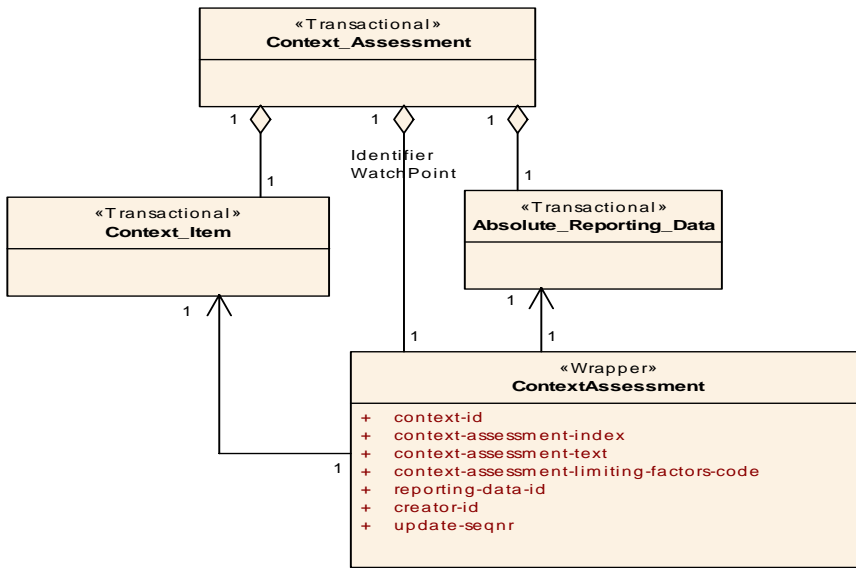 «Transactional»
Context_Assessment
1
1
1
Identifier
WatchPoint
1
1
«Transactional»
Context_Item
«Transactional»
Absolute_Reporting_Data
1
1
1
1
«Wrapper»
ContextAssessment
+ context-id
+ context-assessment-index
+ context-assessment-text
+ context-assessment-limiting-factors-code
+ reporting-data-id
+ creator-id
+ update-seqnr
1